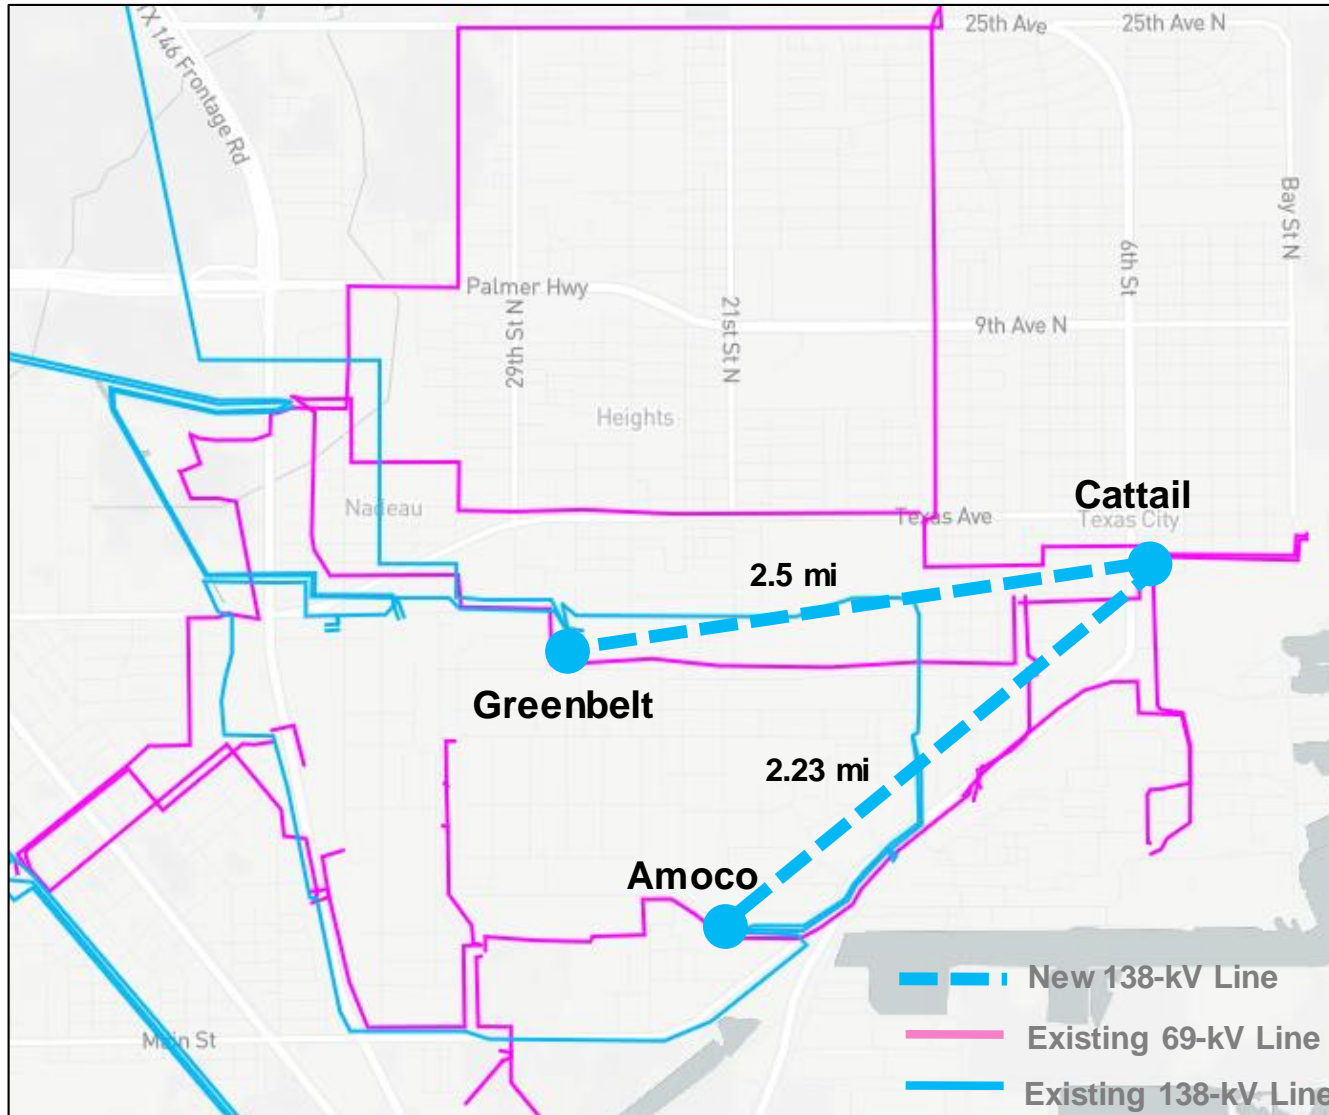 TX 146 Frontage Rd
25th Ave
25th Ave N
Bay St N
6th St
Palmer Hwy
29th St N
21st St N
9th Ave N
Heights
Nadeau
Cattail
Texas Ave
Texas City
2.5 mi
Greenbelt
2.23 mi
Amoco
New 138-kV Line
Existing 69-kV Line
Main St
Existing 138-kV Line